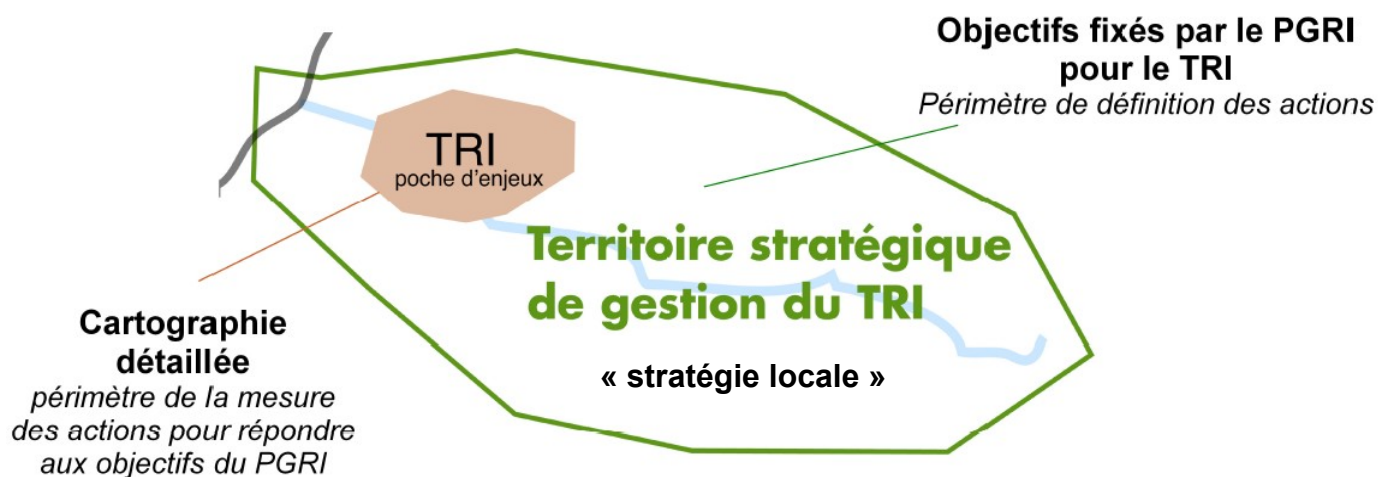 Objectifs fixés par le PGRI
pour le TRI
Périmètre de définition des actions
TRI
poche d'enjeux
Territoire stratégique
de gestion du TRI
« stratégie locale »
Cartographie
détaillée
périmètre de la mesure
des actions pour répondre
aux objectifs du PGRI